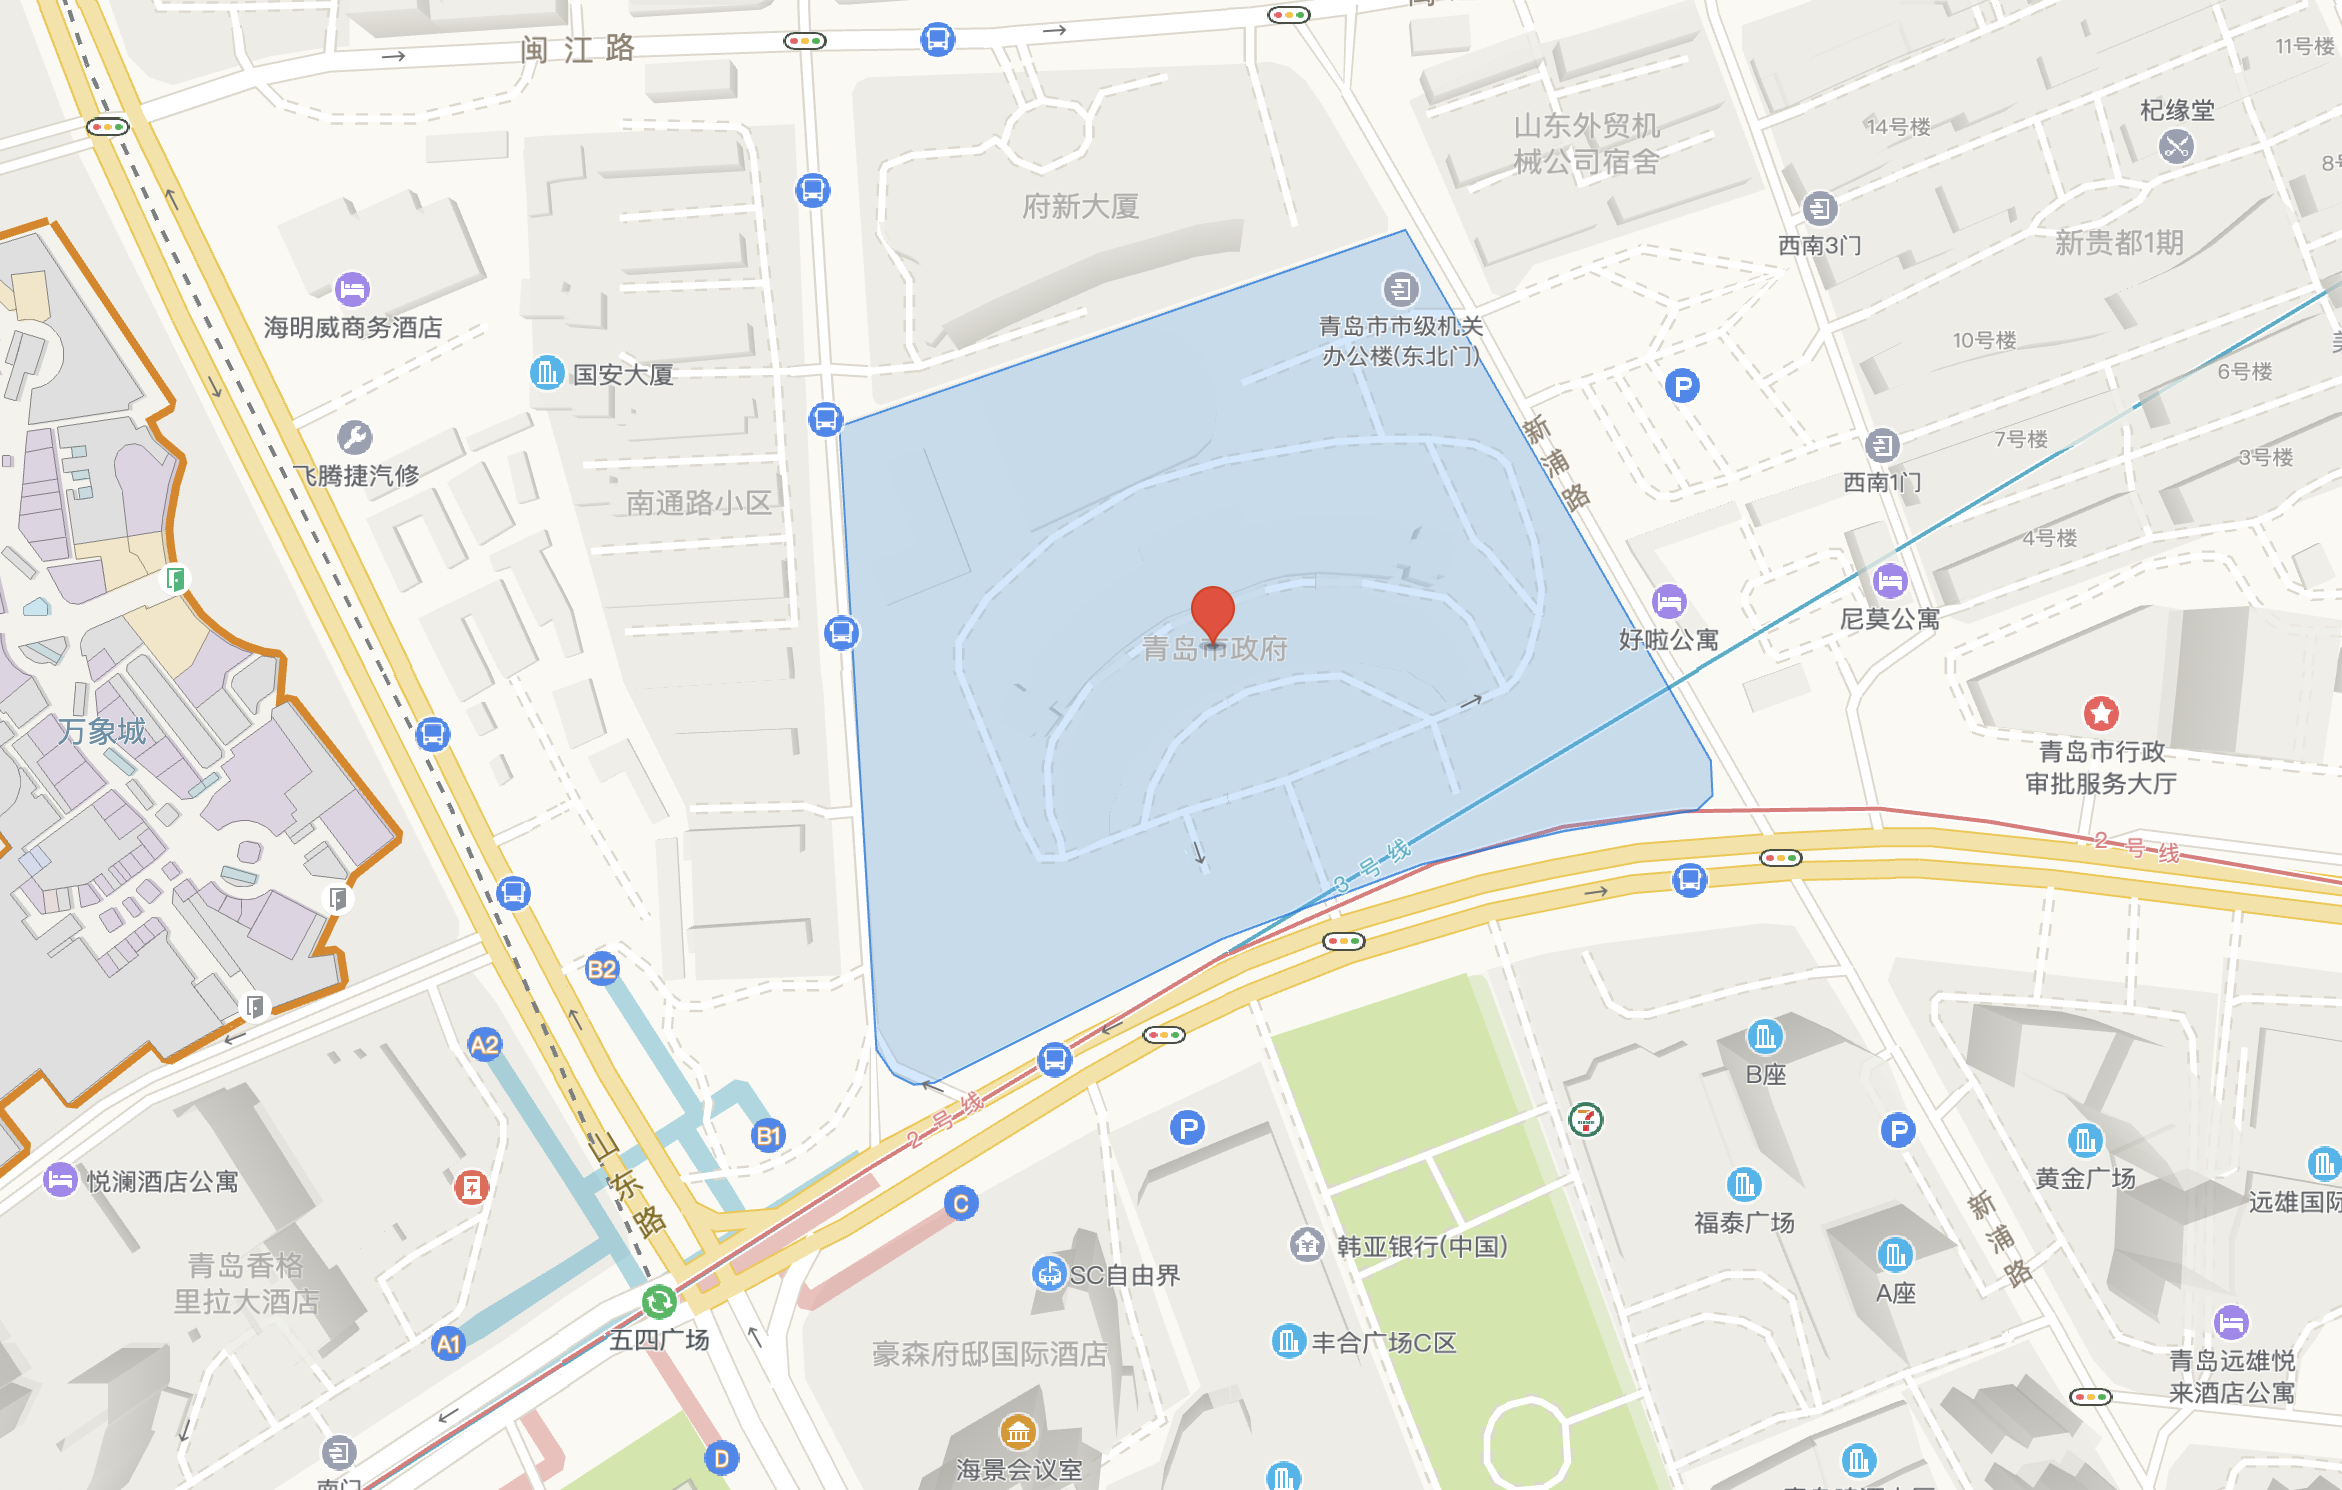 闽江路
11号楼
杞缘堂
14号楼
山东外贸机
械公司宿舍
府新大厦
西南3门
新贵都1期
海明威商务酒店
青岛市市级机关
办公楼(东北门)
10号楼
6号楼
国安大厦
P
新浦路
7号楼
3号楼
飞腾捷汽修
南通路小区
西南1门
4号楼
尼莫公寓
好啦公寓
青岛市政府
万象城
青岛市行政
审批服务大厅
2号线
3号线
B2
A2
B座
2号线
B1
P
P
悦澜酒店公寓
山东路
C
黄金广场
远雄国际
福泰广场
新浦路
韩亚银行(中国)
SC自由界
青岛香格
里拉大酒店
A座
A1
五四广场
豪森府邸国际酒店
丰合广场C区
青岛远雄悦
来酒店公寓
D
海景会议室
南门